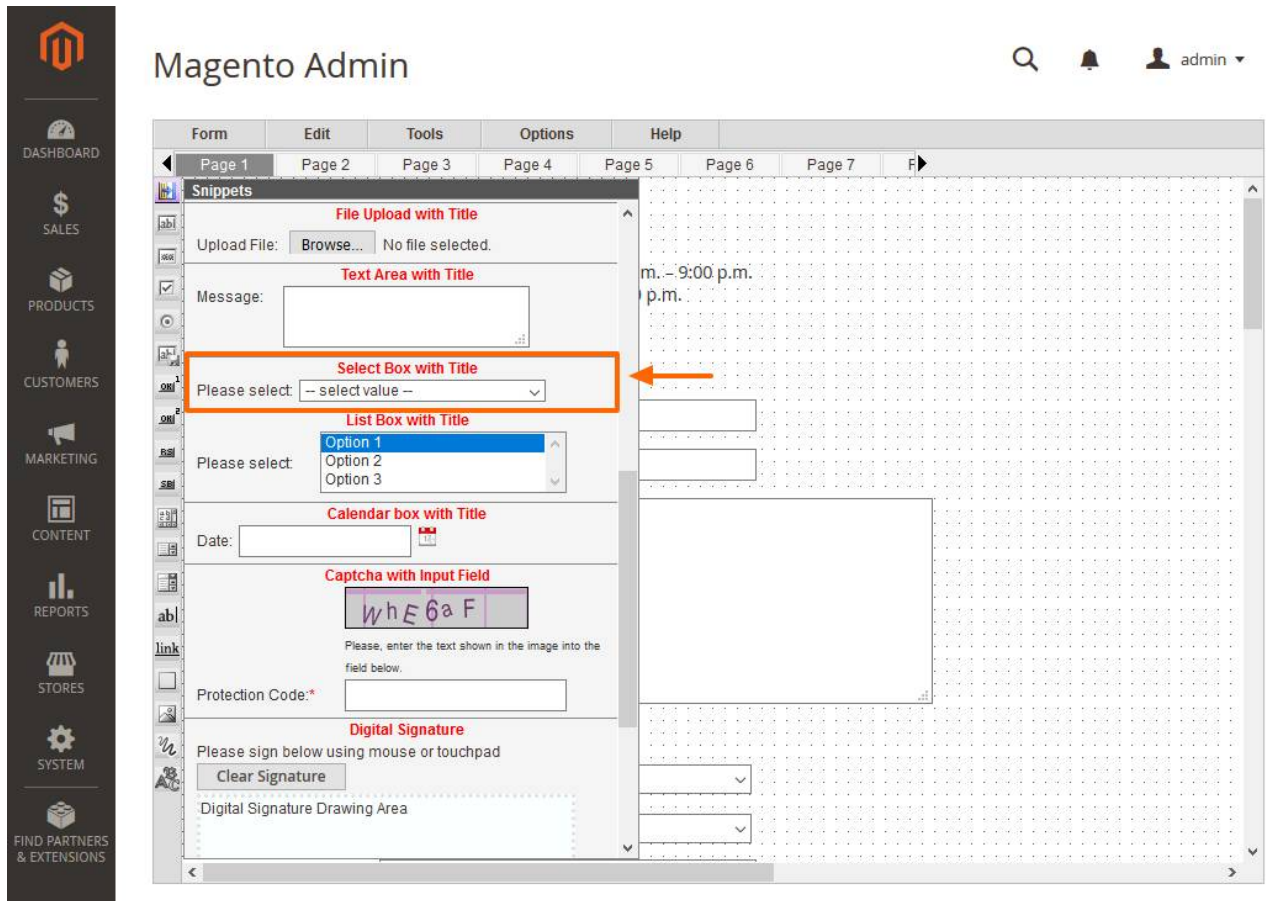 Magento Admin
admin
DASHBOARD
SALES
PRODUCTS
CUSTOMERS
MARKETING
CONTENT
REPORTS
STORES
SYSTEM
FIND PARTNERS
& EXTENSIONS
Form Edit Tools Options Help
Page 1 Page 2 Page 3 Page 4 Page 5 Page 6 Page 7
Snippets
File Upload with Title
Upload File: Browse... No file selected.
Text Area with Title
Message:
m. – 9:00 p.m.
p.m.
Select Box with Title
Please select: -- select value --
List Box with Title
Please select:
Option 1
Option 2
Option 3
Calendar box with Title
Date:
Captcha with Input Field
WhE6aF
Please, enter the text shown in the image into the
field below.
Protection Code:*
Digital Signature
Please sign below using mouse or touchpad
Clear Signature
Digital Signature Drawing Area
ab|
link